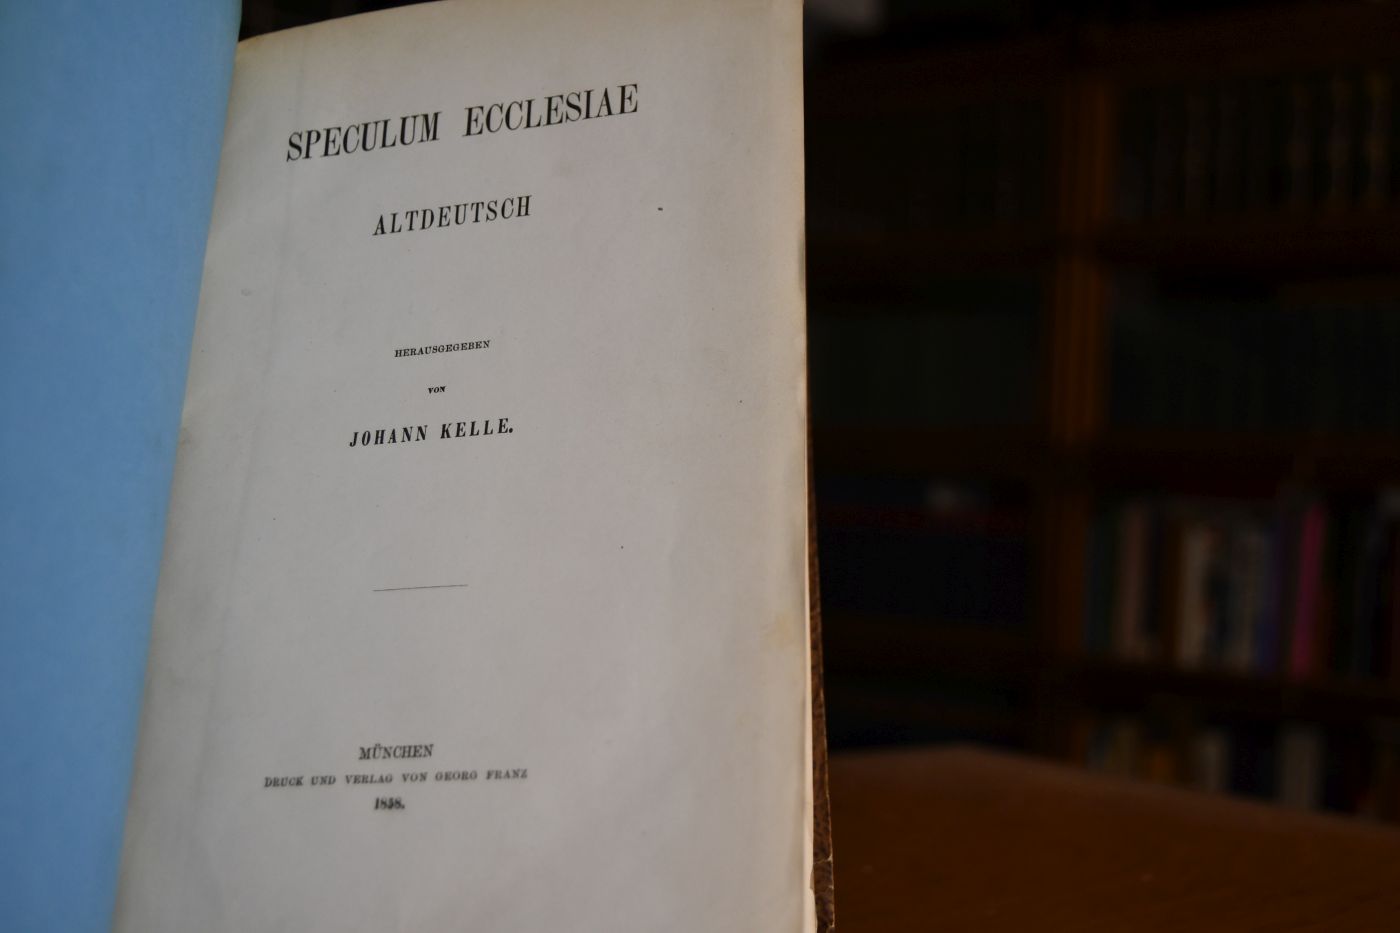 SPECULUM ECCLESIAE
ALTDEUTSCH
HERAUSGEGEBEN
VON
JOHANN KELLE.
MÜNCHEN
DRUCK UND VERLAG VON GEORG FRANZ
1858.